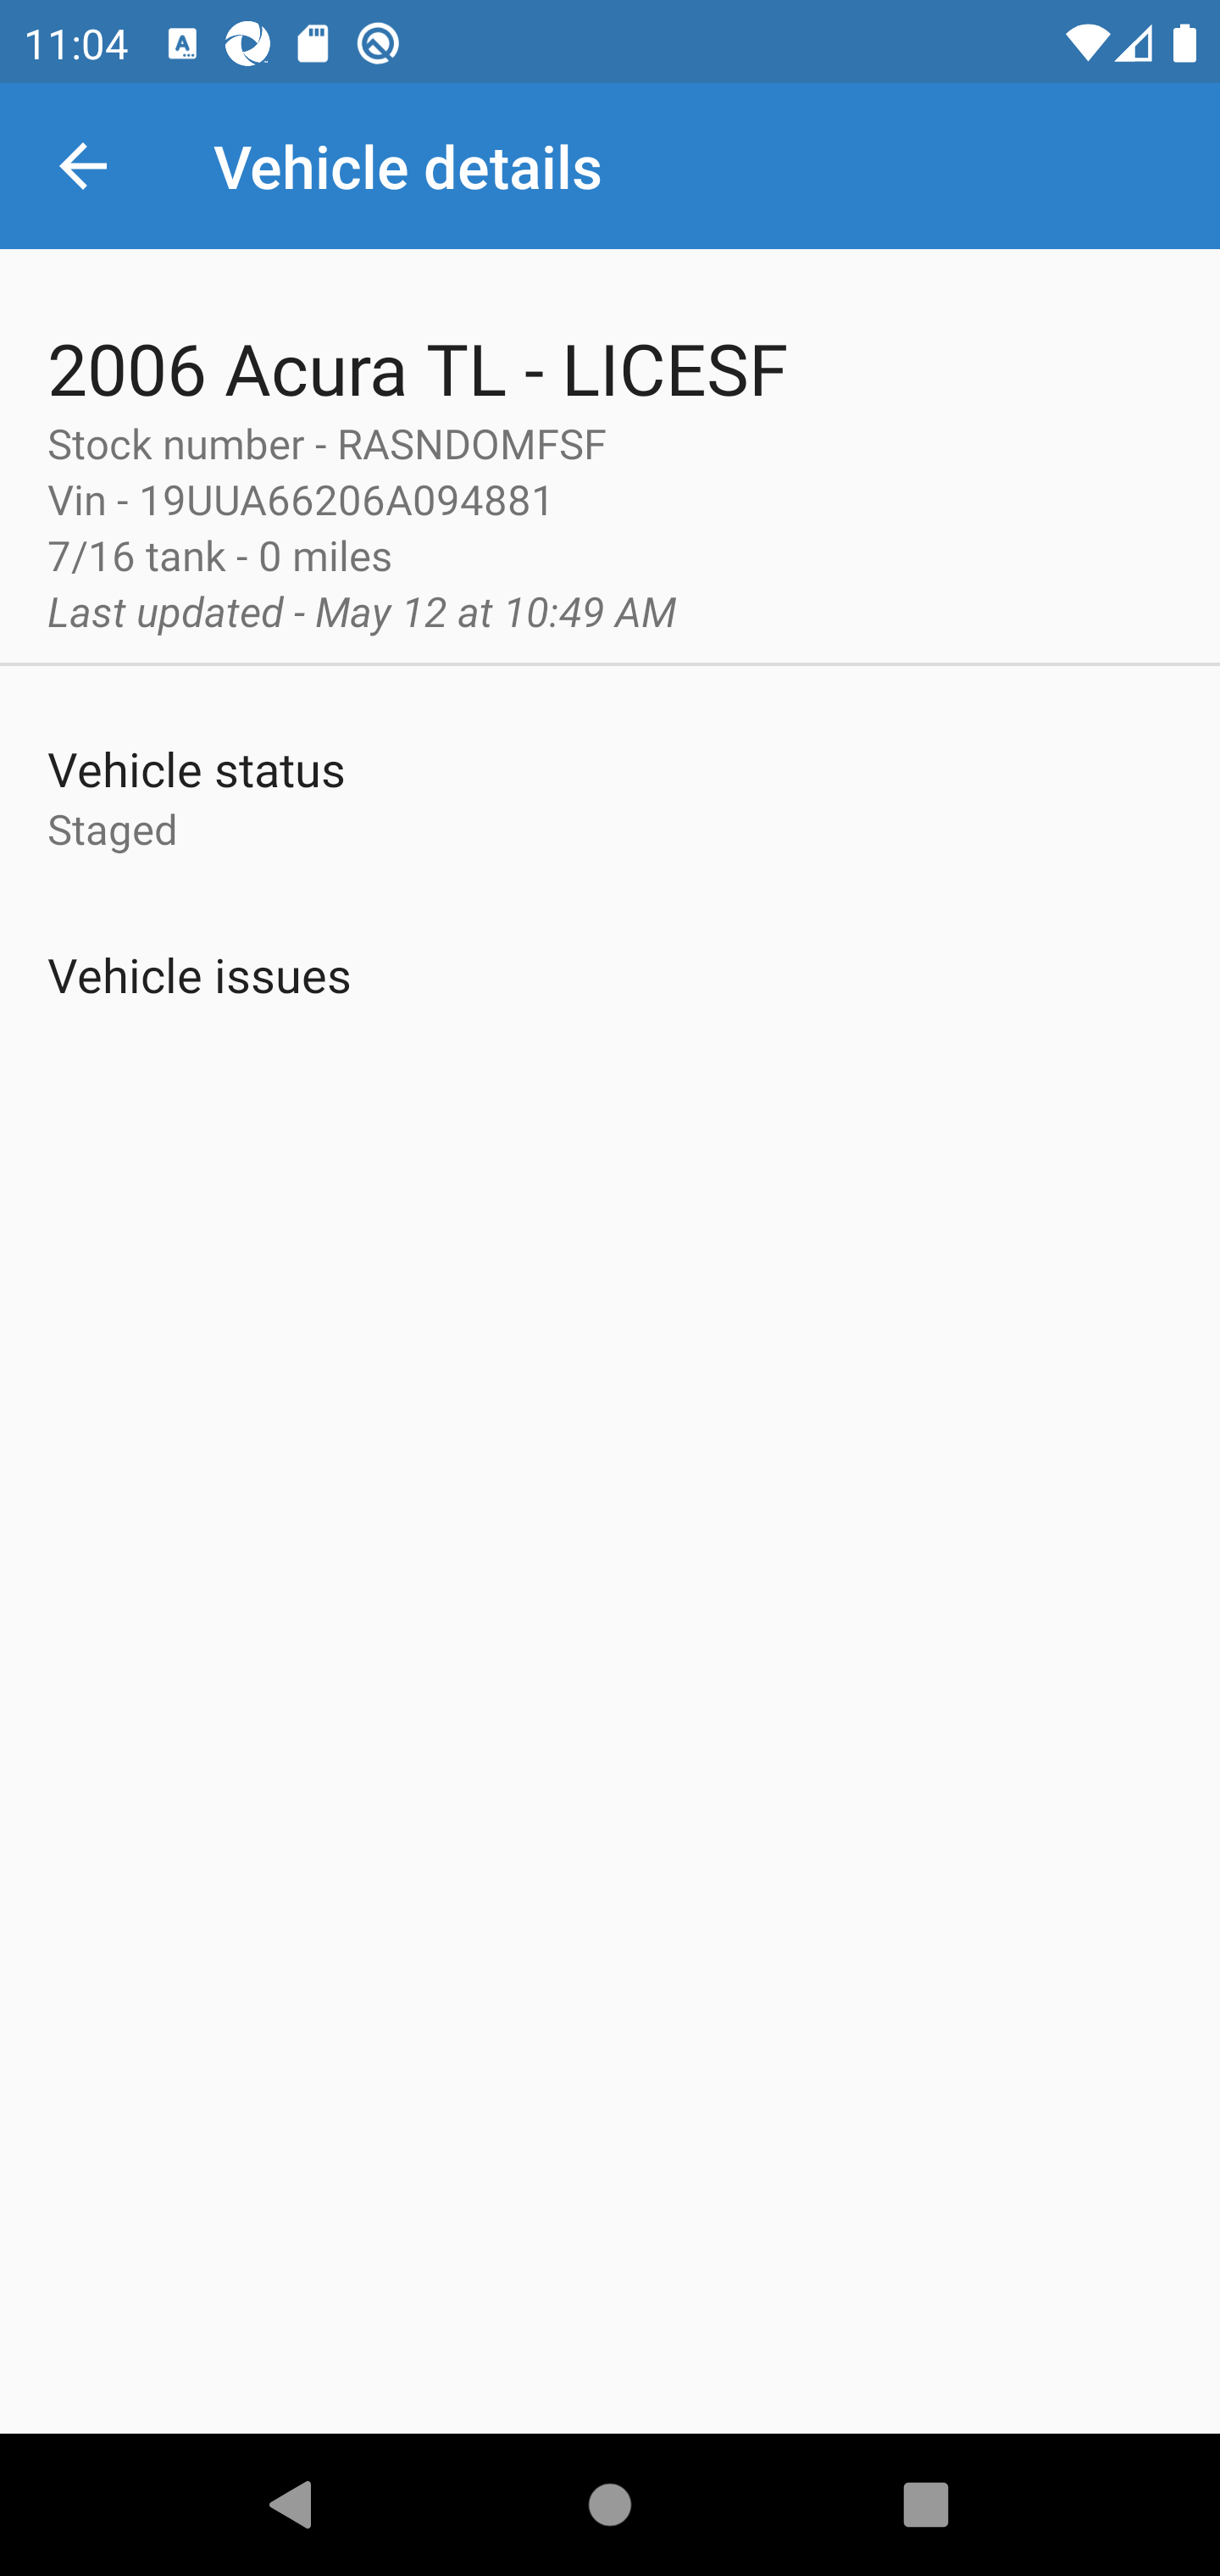 11:04
Vehicle details
2006 Acura TL - LICESF
Stock number - RASNDOMFSF
Vin - 19UUA66206A094881
7/16 tank - 0 miles
Last updated - May 12 at 10:49 AM
Vehicle status
Staged
Vehicle issues